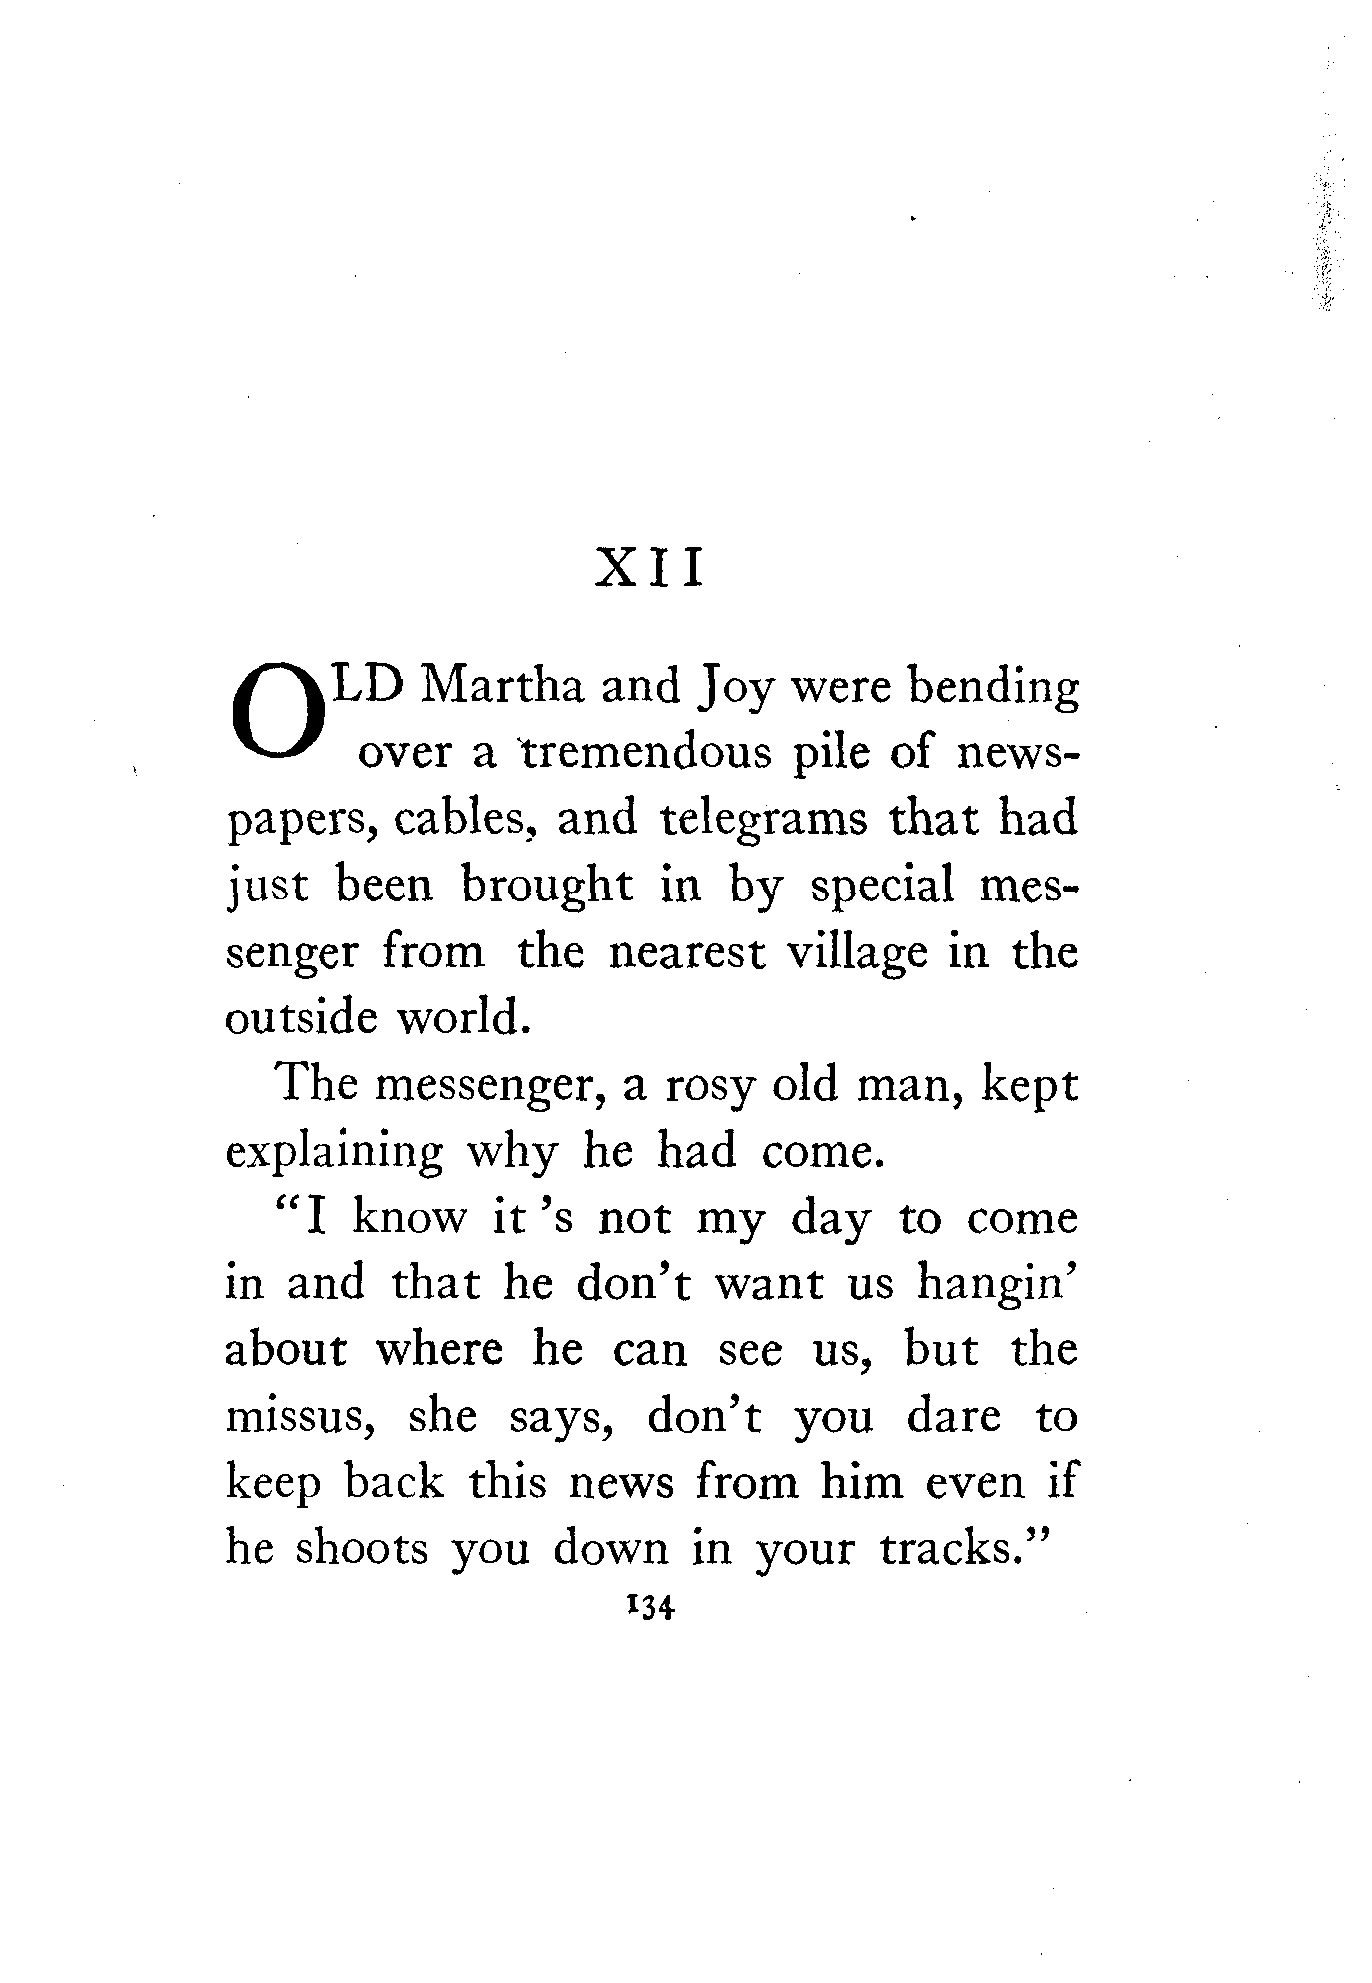 XII
OLD Martha and Joy were bending
over a tremendous pile of news-
papers, cables, and telegrams that had
just been brought in by special mes-
senger from the nearest village in the
outside world.
The messenger, a rosy old man, kept
explaining why he had come.
"I know it 's not my day to come
in and that he don't want us hangin'
about where he can see us, but the
missus, she says, don't you dare to
keep back this news from him even if
he shoots you down in your tracks."
134